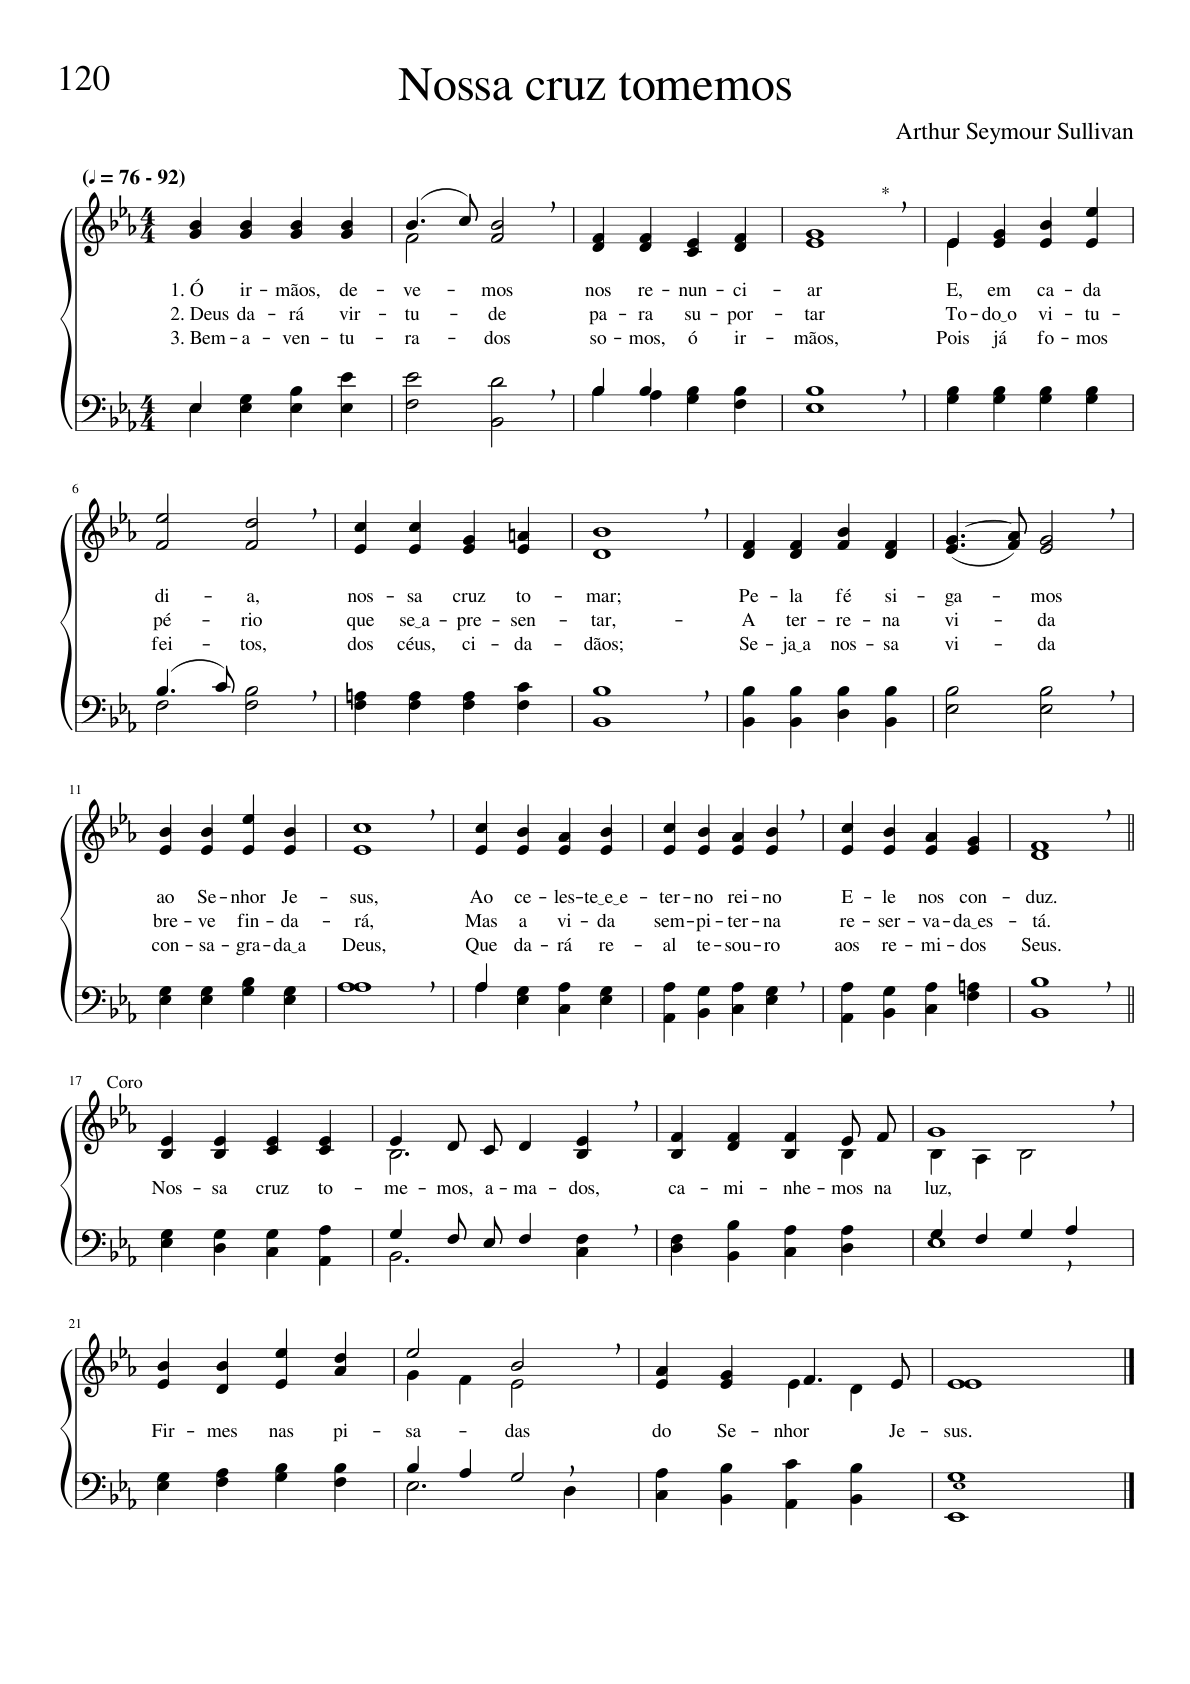 120
Nossa cruz tomemos
Arthur Seymour Sullivan
(♩ = 76 - 92)
*
1. Ó ir - mãos, de - ve - mos nos re - nun - ci - ar E, em ca - da
2. Deus da - rá vir - tu - de pa - ra su - por - tar To - do‿o vi - tu -
3. Bem - a - ven - tu - ra - dos so - mos, ó ir - mãos, Pois já fo - mos
6
di - a, nos - sa cruz to - mar; Pe - la fé si - ga - mos
pé - rio que se‿a - pre - sen - tar, - A ter - re - na vi - da
fei - tos, dos céus, ci - da - dãos; Se - ja‿a nos - sa vi - da
11
ao Se - nhor Je - sus, Ao ce - les - te‿e‿e - ter - no rei - no E - le nos con - duz.
bre - ve fin - da - rá, Mas a vi - da sem - pi - ter - na re - ser - va - da‿es - tá.
con - sa - gra - da‿a Deus, Que da - rá re - al te - sou - ro aos re - mi - dos Seus.
17 Coro
Nos - sa cruz to - me - mos, a - ma - dos, ca - mi - nhe - mos na luz,
21
Fir - mes nas pi - sa - das do Se - nhor Je - sus.